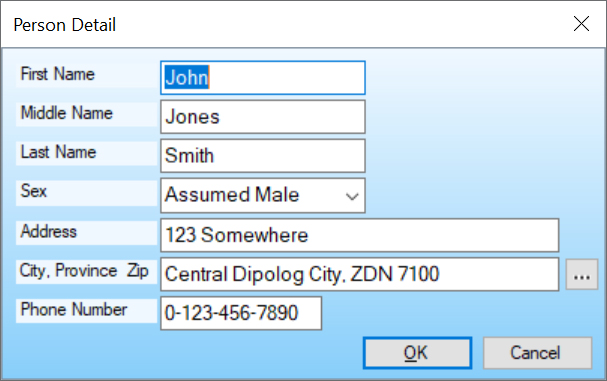 Person Detail
First Name John
Middle Name Jones
Last Name Smith
Sex Assumed Male
Address 123 Somewhere
City, Province Zip Central Dipolog City, ZDN 7100 ...
Phone Number 0-123-456-7890
OK Cancel